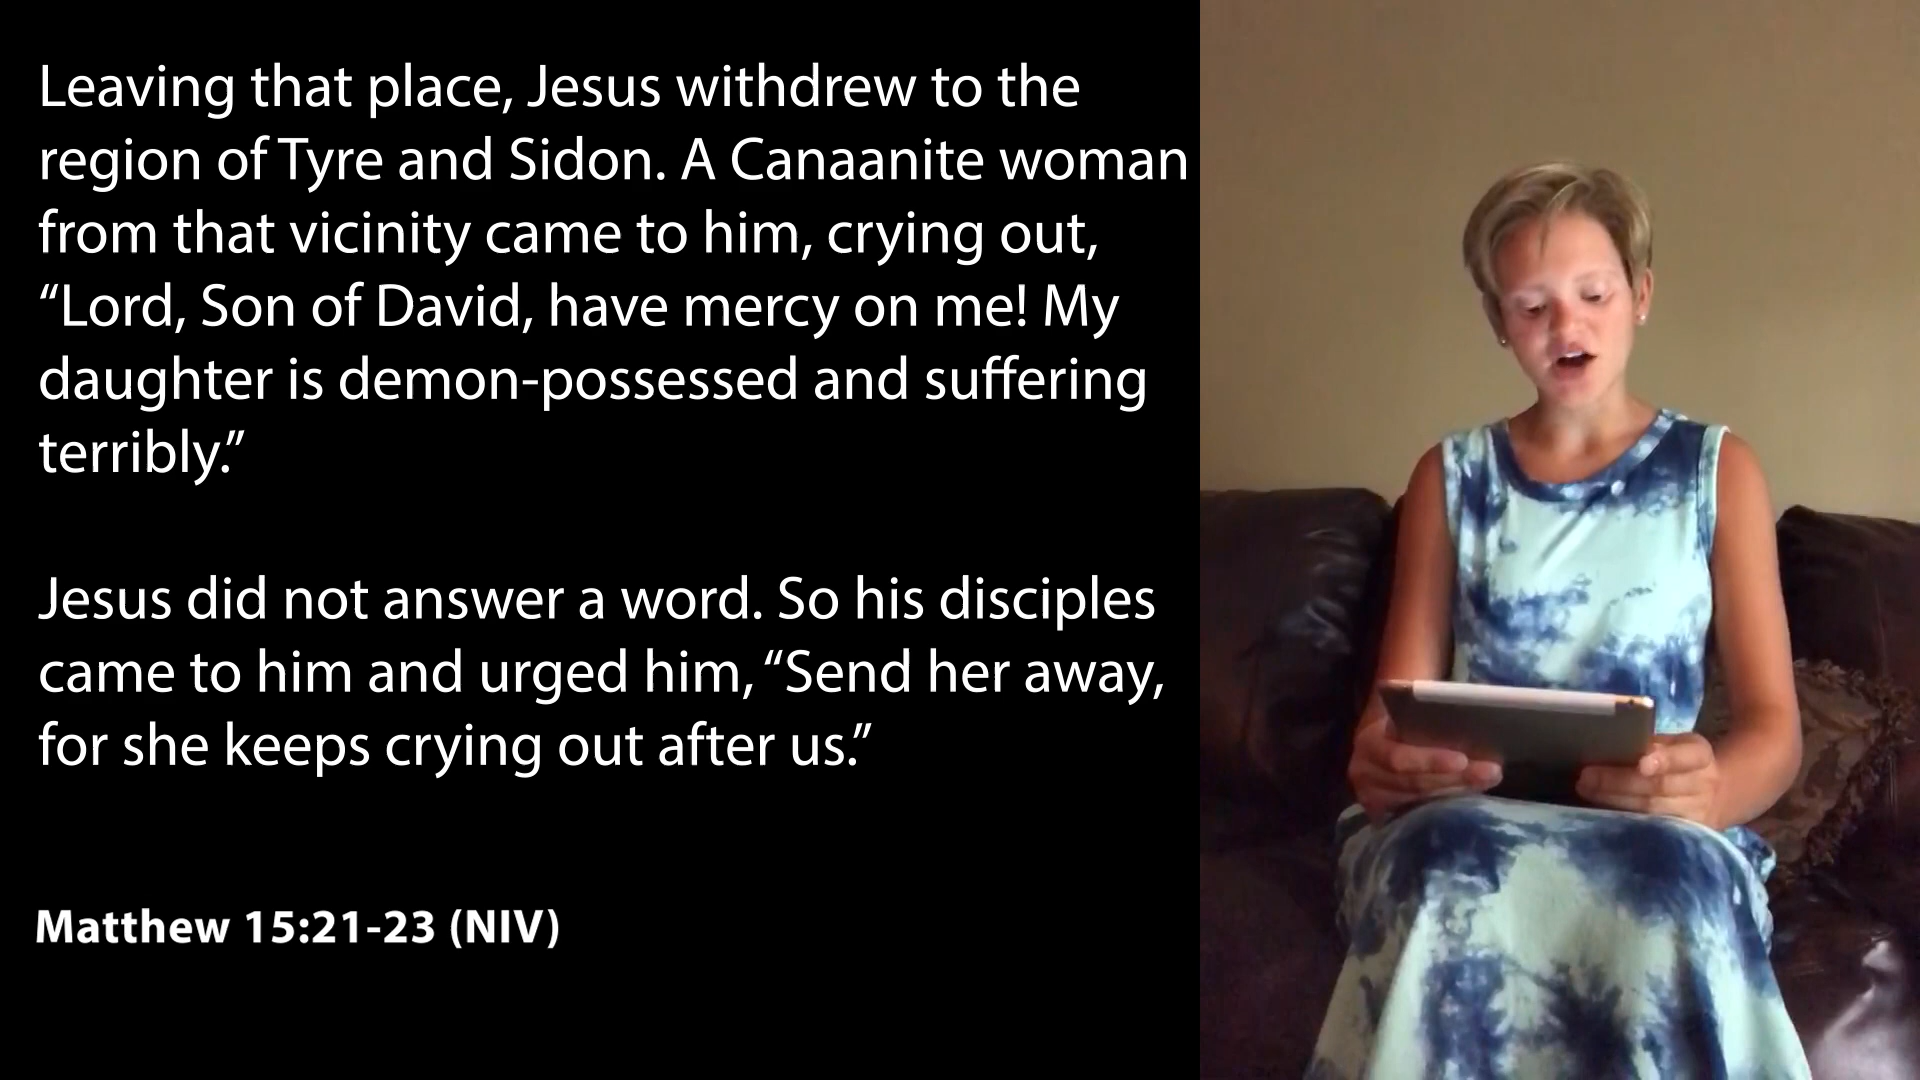 Leaving that place, Jesus withdrew to the
region of Tyre and Sidon. A Canaanite woman
from that vicinity came to him, crying out,
“Lord, Son of David, have mercy on me! My
daughter is demon-possessed and suffering
terribly.”
Jesus did not answer a word. So his disciples
came to him and urged him, “Send her away,
for she keeps crying out after us.”
Matthew 15:21-23 (NIV)